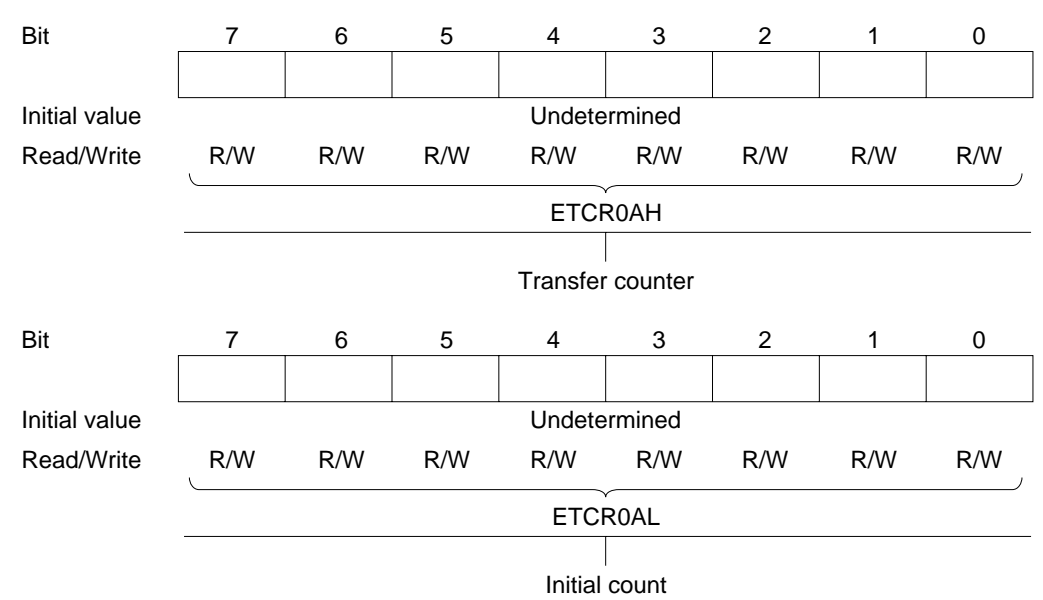 Bit 7 6 5 4 3 2 1 0
Initial value Undetermined
Read/Write R/W R/W R/W R/W R/W R/W R/W R/W
ETCR0AH
Transfer counter
Bit 7 6 5 4 3 2 1 0
Initial value Undetermined
Read/Write R/W R/W R/W R/W R/W R/W R/W R/W
ETCR0AL
Initial count